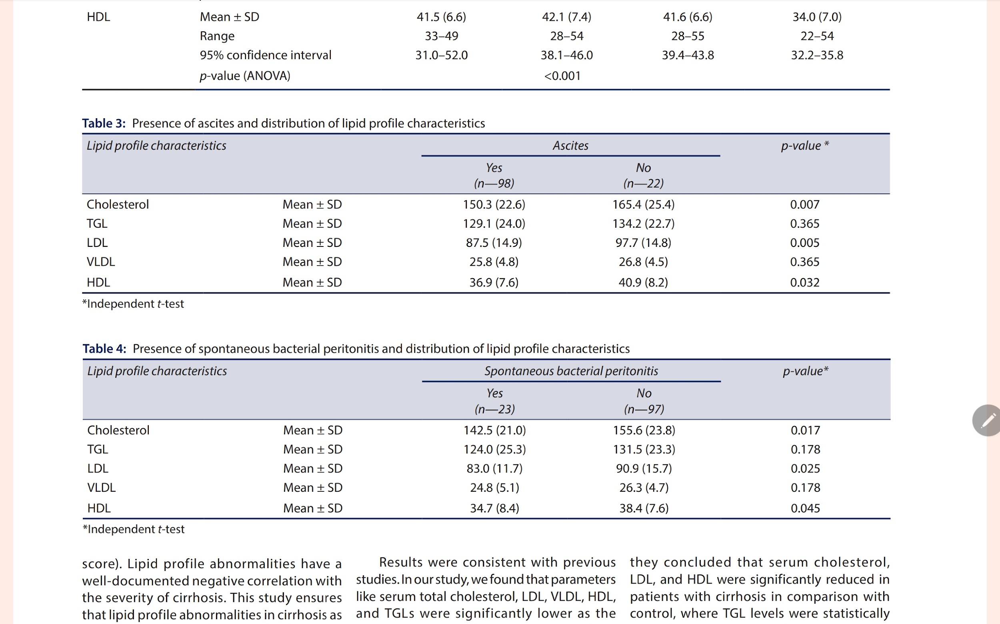 HDL Mean ± SD 41.5 (6.6) 42.1 (7.4) 41.6 (6.6) 34.0 (7.0)
Range 33–49 28–54 28–55 22–54
95% confidence interval 31.0–52.0 38.1–46.0 39.4–43.8 32.2–35.8
p-value (ANOVA) <0.001
Table 3: Presence of ascites and distribution of lipid profile characteristics
Lipid profile characteristics Ascites p-value *
Yes No
(n—98) (n—22)
Cholesterol Mean ± SD 150.3 (22.6) 165.4 (25.4) 0.007
TGL Mean ± SD 129.1 (24.0) 134.2 (22.7) 0.365
LDL Mean ± SD 87.5 (14.9) 97.7 (14.8) 0.005
VLDL Mean ± SD 25.8 (4.8) 26.8 (4.5) 0.365
HDL Mean ± SD 36.9 (7.6) 40.9 (8.2) 0.032
*Independent t-test
Table 4: Presence of spontaneous bacterial peritonitis and distribution of lipid profile characteristics
Lipid profile characteristics Spontaneous bacterial peritonitis p-value*
Yes No
(n—23) (n—97)
Cholesterol Mean ± SD 142.5 (21.0) 155.6 (23.8) 0.017
TGL Mean ± SD 124.0 (25.3) 131.5 (23.3) 0.178
LDL Mean ± SD 83.0 (11.7) 90.9 (15.7) 0.025
VLDL Mean ± SD 24.8 (5.1) 26.3 (4.7) 0.178
HDL Mean ± SD 34.7 (8.4) 38.4 (7.6) 0.045
*Independent t-test
score). Lipid profile abnormalities have a
well-documented negative correlation with
the severity of cirrhosis. This study ensures
that lipid profile abnormalities in cirrhosis as
Results were consistent with previous
studies. In our study, we found that parameters
like serum total cholesterol, LDL, VLDL, HDL,
and TGLs were significantly lower as the
they concluded that serum cholesterol,
LDL, and HDL were significantly reduced in
patients with cirrhosis in comparison with
control, where TGL levels were statistically